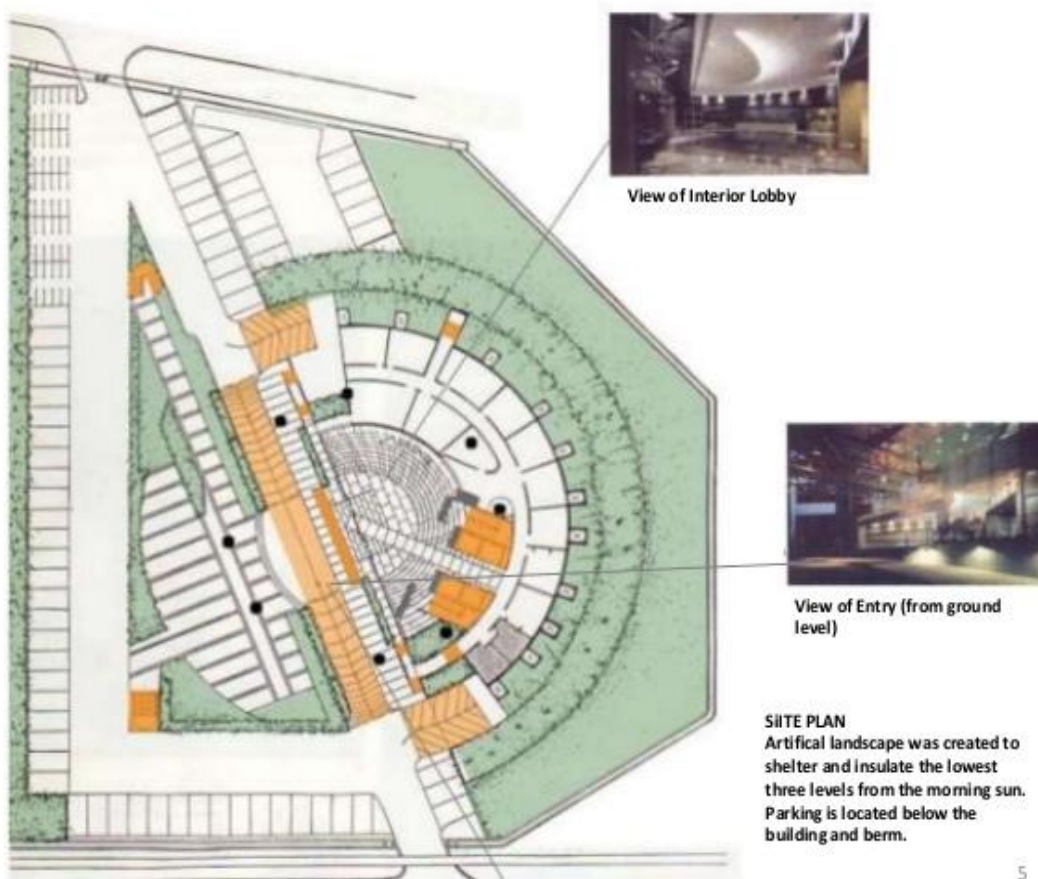 View of Interior Lobby
View of Entry (from ground
level)
SiITE PLAN
Artifical landscape was created to
shelter and insulate the lowest
three levels from the morning sun.
Parking is located below the
building and berm.
5